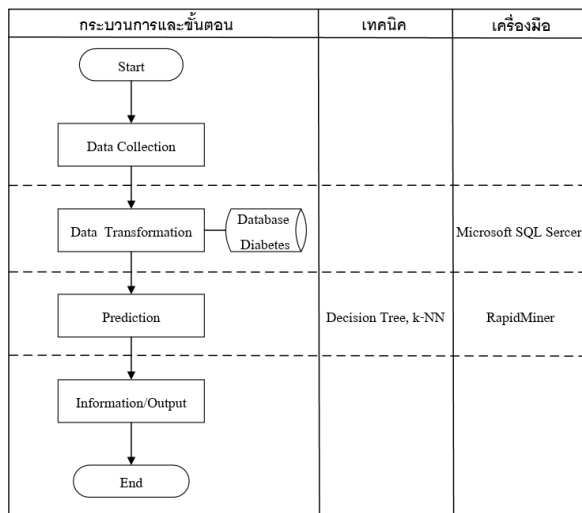 กระบวนการและขั้นตอน
เทคนิค
เครื่องมือ
Start
Data Collection
Data Transformation
Database
Diabetes
Microsoft SQL Sercer
Prediction
Decision Tree, k-NN
RapidMiner
Information/Output
End